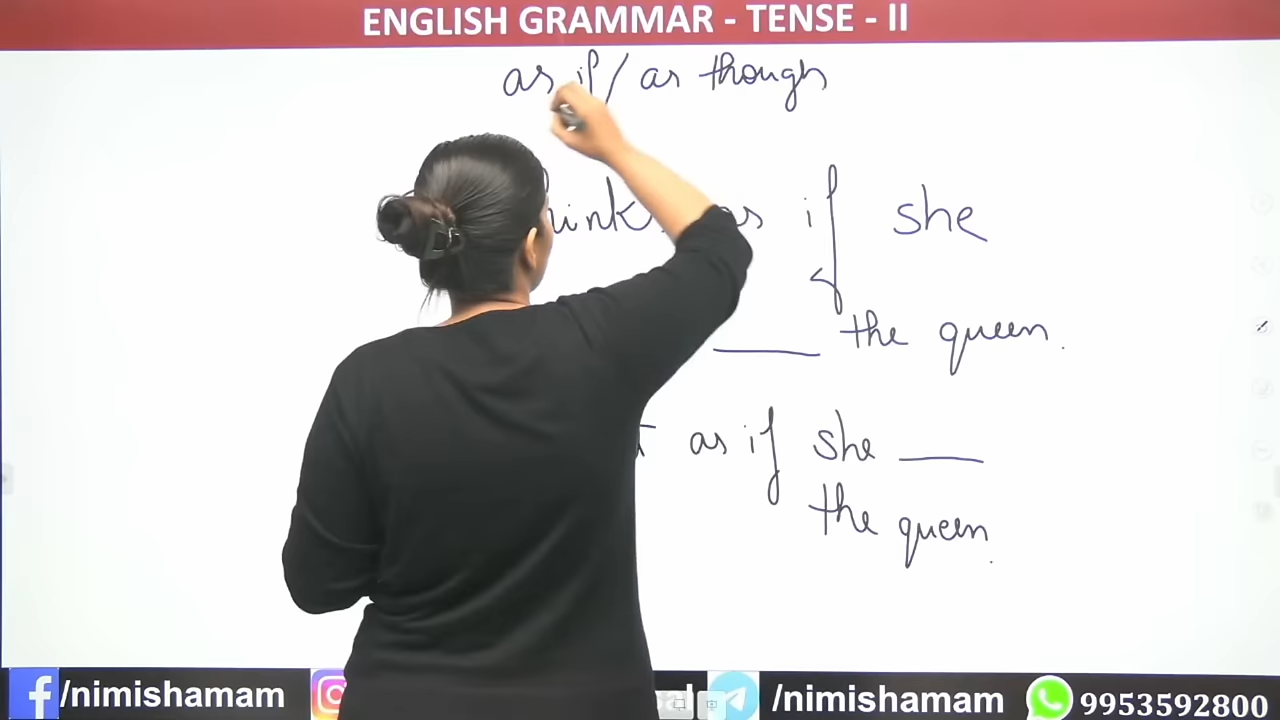 ENGLISH GRAMMAR - TENSE - II
as if / as though
as if she
the queen.
as if she
the queen.
/nimishamam
/nimishamam
9953592800